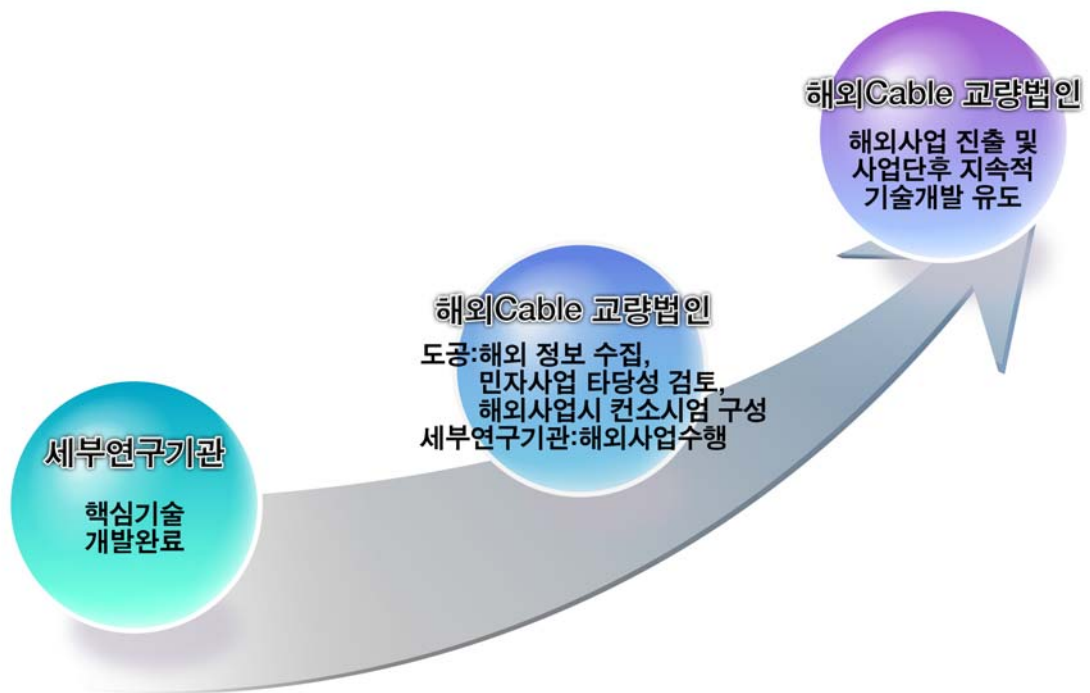 해외Cable 교량법인
해외사업 진출 및
사업단후 지속적
기술개발 유도
해외Cable 교량법인
도공:해외 정보 수집,
민자사업 타당성 검토,
해외사업시 컨소시엄 구성
세부연구기관:해외사업수행
세부연구기관
핵심기술
개발완료